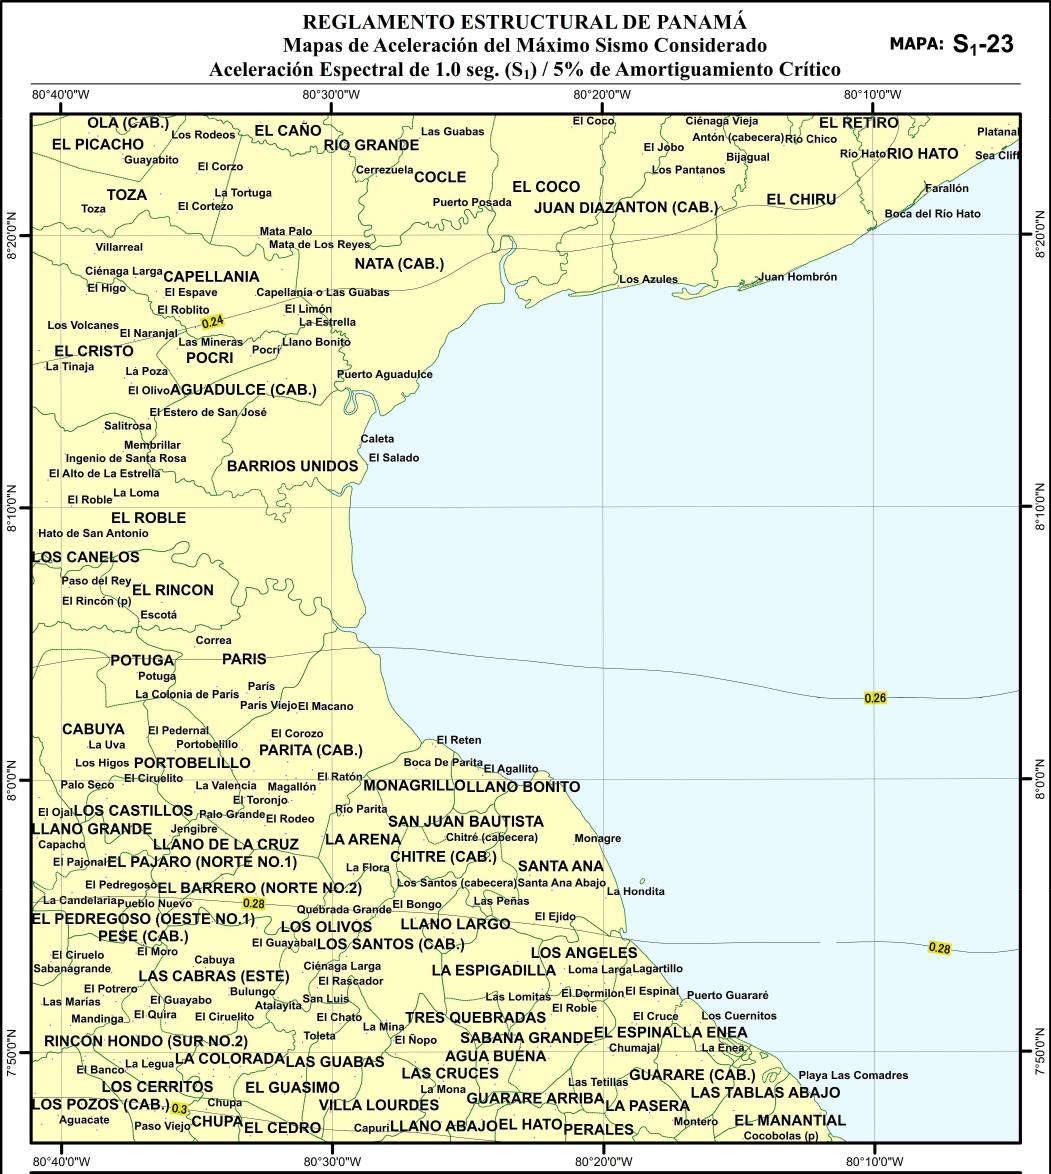 REGLAMENTO ESTRUCTURAL DE PANAMÁ
Mapas de Aceleración del Máximo Sismo Considerado
MAPA: S1-23
Aceleración Espectral de 1.0 seg. (S1) / 5% de Amortiguamiento Crítico
80°40'0"W 80°30'0"W 80°20'0"W 80°10'0"W
OLA (CAB.) Los Rodeos EL CAÑO Las Guabas El Coco Ciénaga Vieja EL RETIRO Platanal
EL PICACHO RIO GRANDE El Jobo Antón (cabecera) Río Chico
Guayabito El Corzo Cerrezuela COCLE Los Pantanos Bijagual Río Hato RIO HATO Sea Cliff
TOZA La Tortuga EL COCO EL CHIRU Farallón
Toza El Cortezo Puerto Posada JUAN DIAZ ANTON (CAB.) Boca del Río Hato
8°20'0"N Mata Palo 8°20'0"N
Villarreal Mata de Los Reyes
NATA (CAB.)
Ciénaga Larga CAPELLANIA Los Azules Juan Hombrón
El Higo El Espave Capellanía o Las Guabas
El Roblito El Limón
Los Volcanes 0.24 La Estrella
El Naranjal Las Mineras Llano Bonito
EL CRISTO POCRI Pocrí
La Tinaja La Poza Puerto Aguadulce
El Olivo AGUADULCE (CAB.)
El Estero de San José
Salitrosa
Membrillar Caleta
Ingenio de Santa Rosa BARRIOS UNIDOS El Salado
El Alto de La Estrella
El Roble La Loma
8°10'0"N EL ROBLE 8°10'0"N
Hato de San Antonio
LOS CANELOS
Paso del Rey EL RINCON
El Rincón (p)
Escotá
Correa
POTUGA PARIS
Potuga
La Colonia de París París 0.26
Paris Viejo El Macano
CABUYA El Pedernal El Corozo
La Uva Portobelillo PARITA (CAB.) El Reten
Los Higos PORTOBELILLO Boca De Parita El Agallito
8°0'0"N El Ciruelito El Ratón 8°0'0"N
Palo Seco La Valencia Magallón MONAGRILLO LLANO BONITO
El Toronjo
El Ojal LOS CASTILLOS Palo Grande El Rodeo Río Parita SAN JUAN BAUTISTA
LLANO GRANDE Jengibre LA ARENA Chitré (cabecera) Monagre
Capacho LLANO DE LA CRUZ
El Pajonal EL PAJARO (NORTE NO.1) La Flora CHITRE (CAB.) SANTA ANA
El Pedregoso EL BARRERO (NORTE NO.2) Los Santos (cabecera) Santa Ana Abajo La Hondita
La Candelaria Pueblo Nuevo 0.28 Quebrada Grande El Bongo Las Peñas
EL PEDREGOSO (OESTE NO.1) LOS OLIVOS LLANO LARGO El Ejido
PESE (CAB.) El Guayabal LOS SANTOS (CAB.) 0.28
El Ciruelo El Moro Cabuya LOS ANGELES
Sabanagrande LAS CABRAS (ESTE) Ciénaga Larga LA ESPIGADILLA Loma Larga Lagartillo
El Potrero Bulungo El Rascador
Las Marías El Guayabo Atalayita San Luis Las Lomitas El Dormilon El Espinal Puerto Guararé
Mandinga El Quira El Ciruelito El Chato TRES QUEBRADAS El Roble El Cruce Los Cuernitos
RINCON HONDO (SUR NO.2) Toleta La Mina El Ñopo SABANA GRANDE EL ESPINAL LA ENEA
Chumajal La Enea 7°50'0"N
7°50'0"N El Banco La Legua LA COLORADA LAS GUABAS AGUA BUENA
LOS CERRITOS EL GUASIMO LAS CRUCES Las Tetillas GUARARE (CAB.) Playa Las Comadres
La Mona LAS TABLAS ABAJO
LOS POZOS (CAB.) 0.3 Chupa VILLA LOURDES GUARARE ARRIBA LA PASERA
Aguacate Paso Viejo CHUPA EL CEDRO Capurí LLANO ABAJO EL HATO PERALES Montero EL MANANTIAL
Cocobolas (p)
80°40'0"W 80°30'0"W 80°20'0"W 80°10'0"W